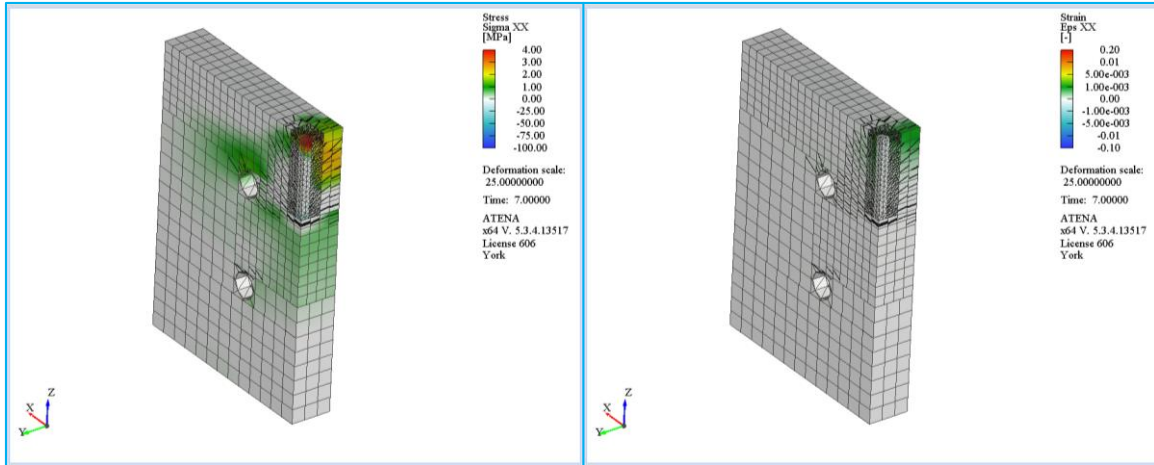 Stress
Sigma XX
[MPa]
4.00
3.00
2.00
1.00
0.00
-25.00
-50.00
-75.00
-100.00
Deformation scale:
25.00000000
Time: 7.00000
ATENA
x64 V. 5.3.4.13517
License 606
York
X
Y
Z
Strain
Eps XX
[-]
0.20
0.01
5.00e-003
1.00e-003
0.00
-1.00e-003
-5.00e-003
-0.01
-0.10
Deformation scale:
25.00000000
Time: 7.00000
ATENA
x64 V. 5.3.4.13517
License 606
York
X
Y
Z